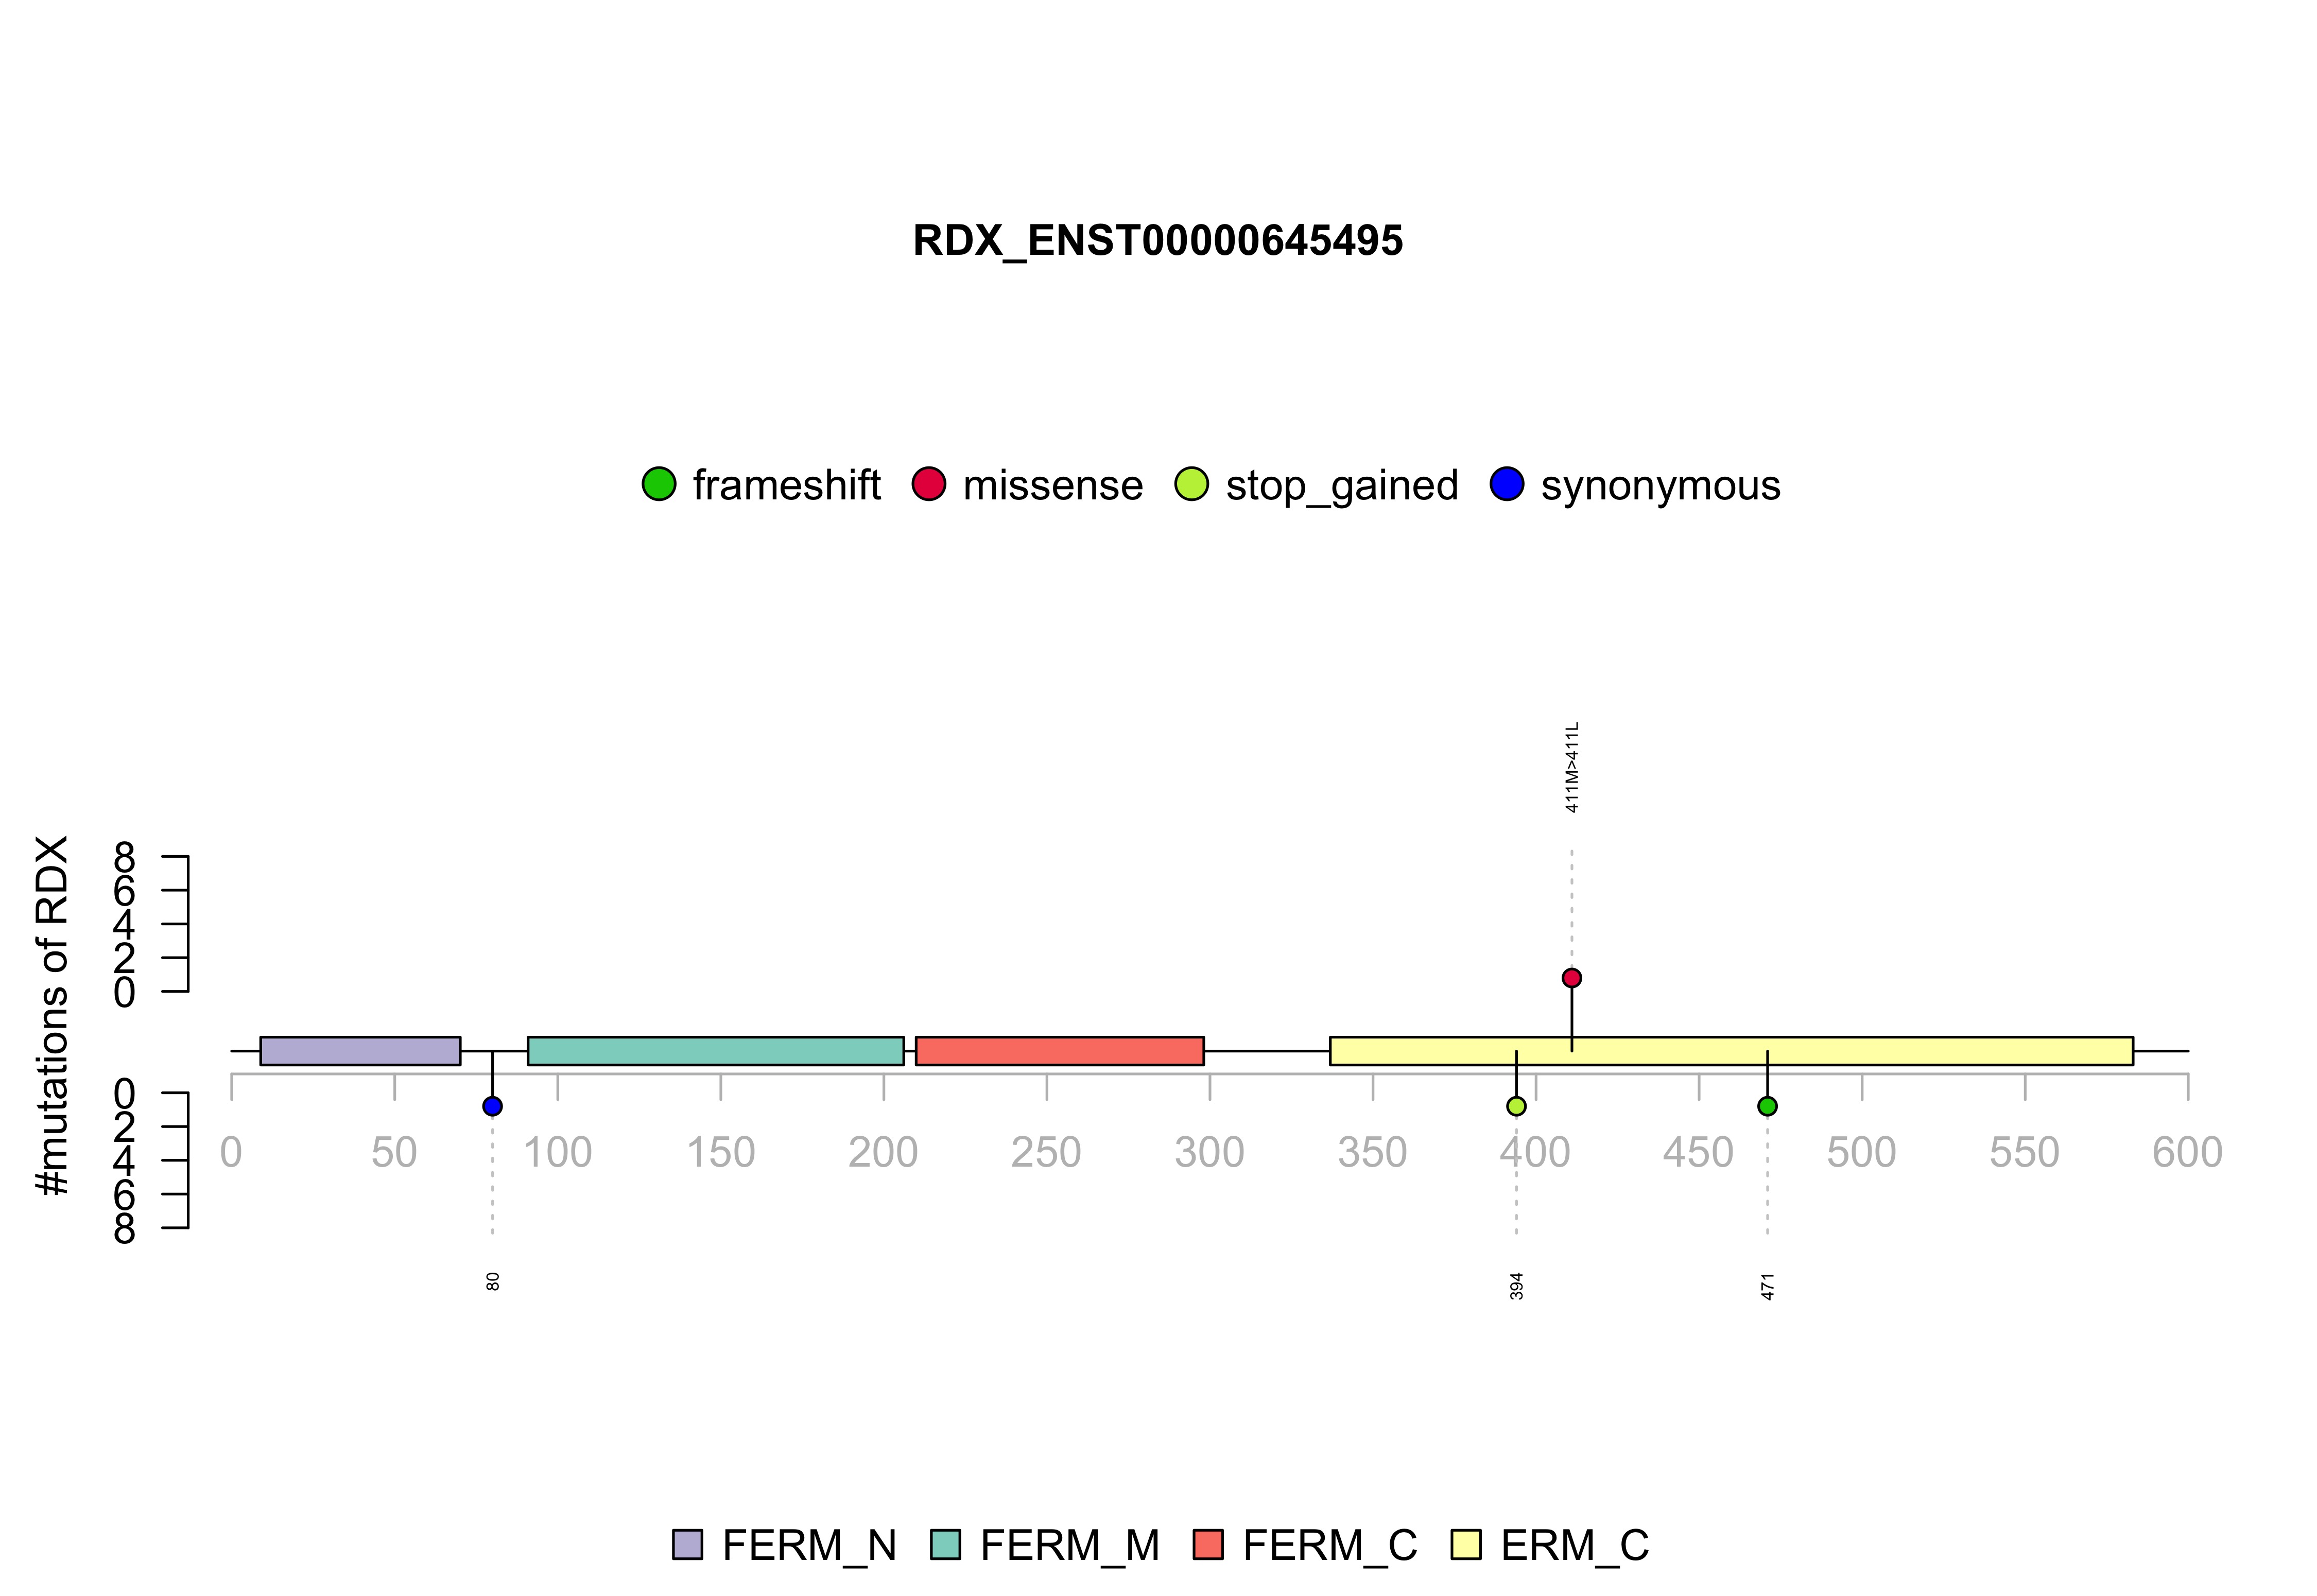 RDX_ENST00000645495
frameshift missense stop_gained synonymous
411M>411L
#mutations of RDX
8
6
4
2
0
0
2
4
6
8
0 50 100 150 200 250 300 350 400 450 500 550 600
80 394 471
FERM_N FERM_M FERM_C ERM_C